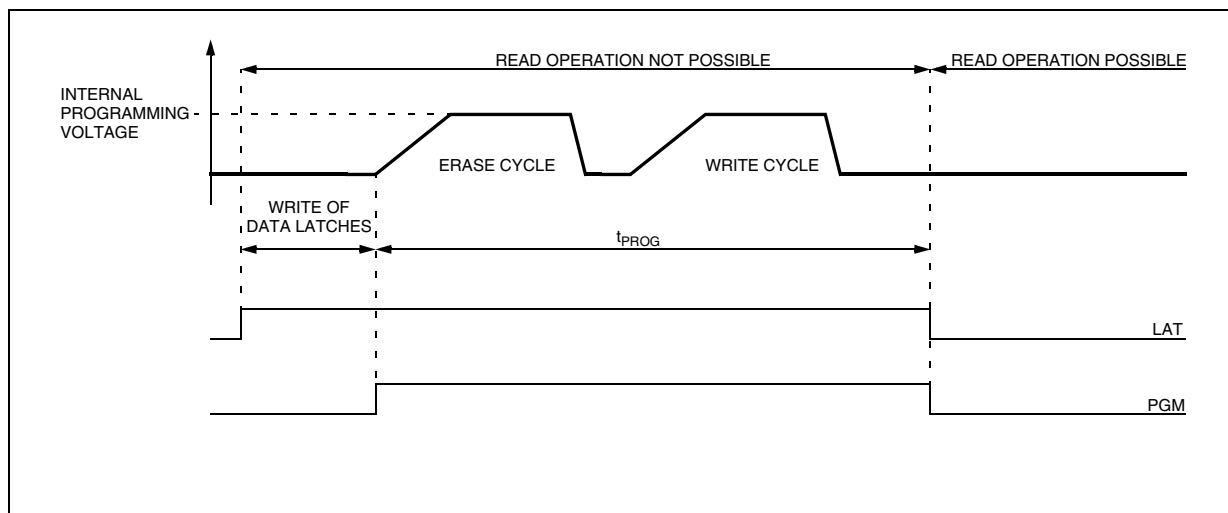 READ OPERATION NOT POSSIBLE
READ OPERATION POSSIBLE
INTERNAL
PROGRAMMING
VOLTAGE
ERASE CYCLE
WRITE CYCLE
WRITE OF
DATA LATCHES
tPROG
LAT
PGM